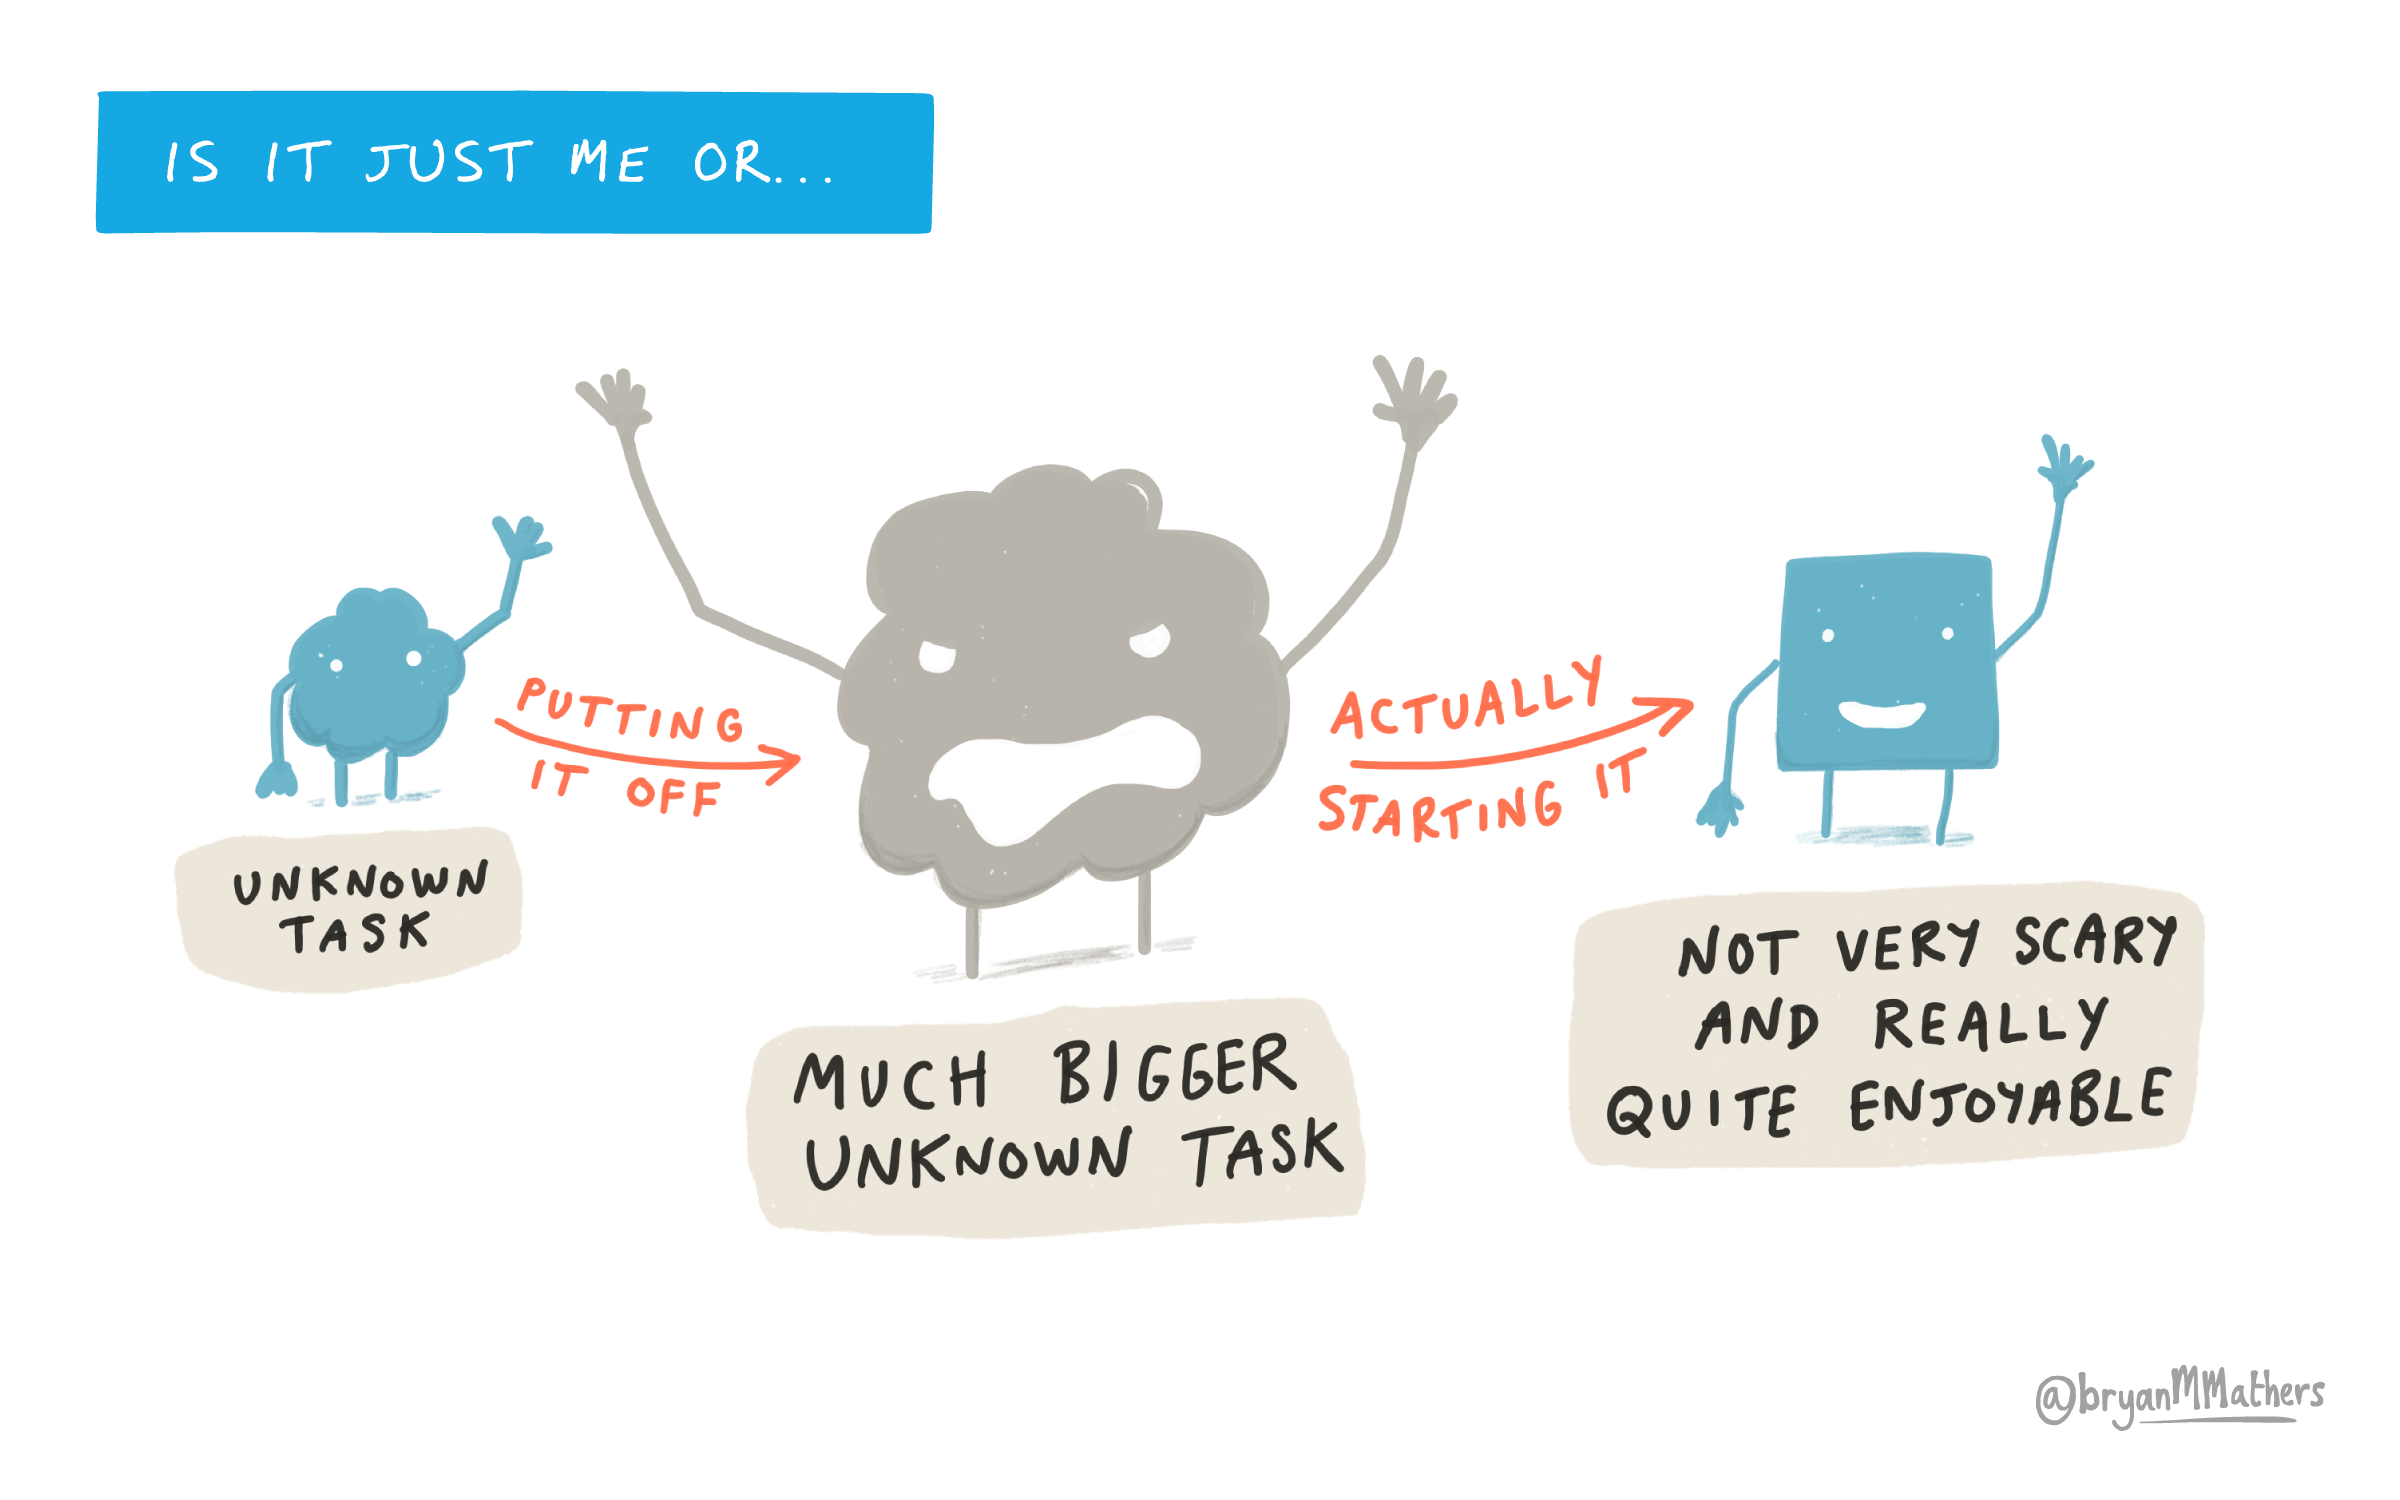 IS IT JUST ME OR...
PUTTING
IT OFF
ACTUALLY
STARTING IT
UNKNOWN
TASK
MUCH BIGGER
UNKNOWN TASK
NOT VERY SCARY
AND REALLY
QUITE ENJOYABLE
@bryanMMathers